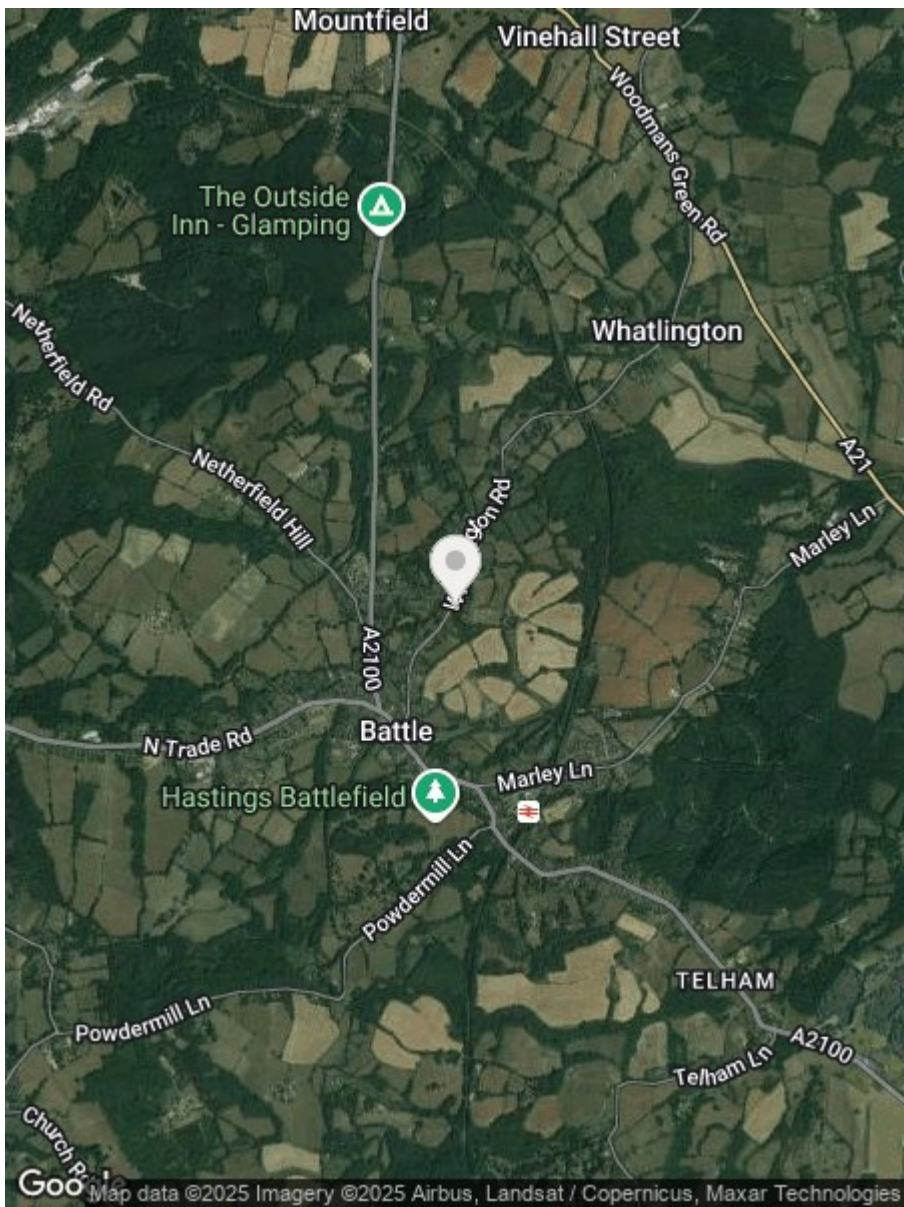 Mountfield
Vinehall Street
Woodmans Green Rd
The Outside
Inn - Glamping
Whatlington
Netherfield Rd
Netherfield Hill
A21
Marley Ln
A2100
N Trade Rd
Battle
Marley Ln
Hastings Battlefield
Powdermill Ln
TELHAM
Powdermill Ln
A2100
Telham Ln
Church
Map data ©2025 Imagery ©2025 Airbus, Landsat / Copernicus, Maxar Technologies